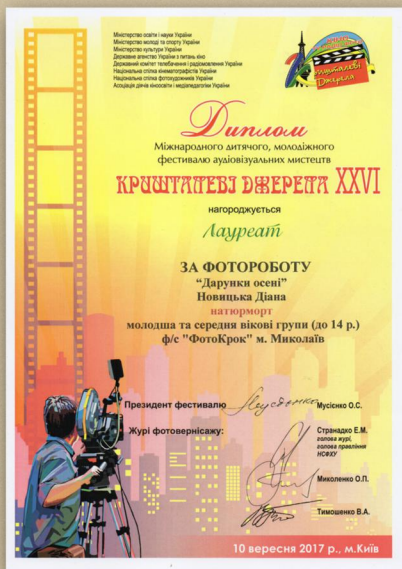 Міністерство освіти і науки України
Міністерство молоді та спорту України
Міністерство культури України
Державне агенство України з питань кіно
Державний комітет телебачення і радіомовлення України
Національна спілка кінематографістів України
Національна спілка фотохудожників України
Асоціація діячів кіноосвіти і медіапедагогіки України
Кришталеві
Джерела
Диплом
Міжнародного дитячого, молодіжного
фестивалю аудіовізуальних мистецтв
КРИШТАЛЕВІ ДЖЕРЕЛА XXVI
нагороджується
Лауреат
ЗА ФОТОРОБОТУ
“Дарунки осені”
Новицька Діана
натюрморт
молодша та середня вікові групи (до 14 р.)
ф/с "ФотоКрок" м. Миколаїв
Президент фестивалю Мусієнко О.С.
Журі фотовернісажу: Странадко Е.М.
голова журі,
голова правління
НСФХУ
Миколенко О.П.
Тимошенко В.А.
10 вересня 2017 р., м.Київ